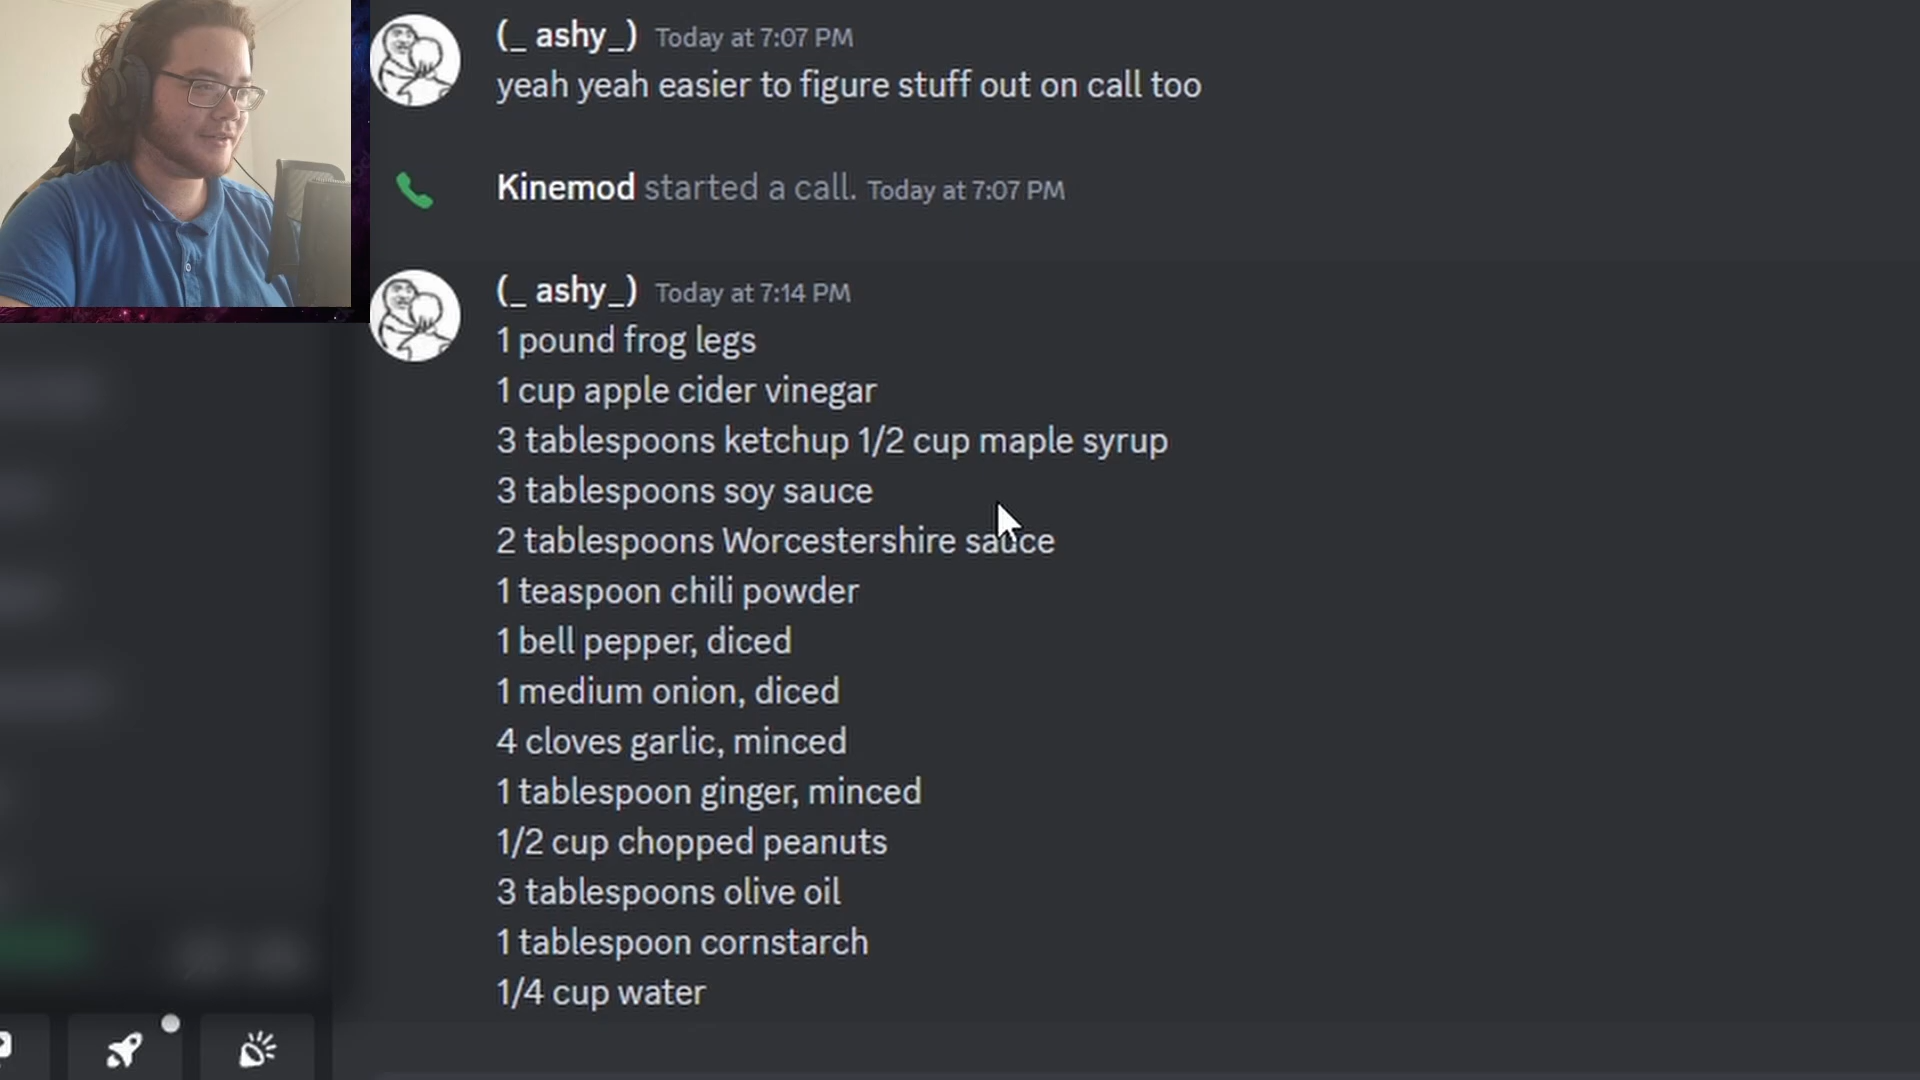 (_ ashy_) Today at 7:07 PM
yeah yeah easier to figure stuff out on call too
Kinemod started a call. Today at 7:07 PM
(_ ashy_) Today at 7:14 PM
1 pound frog legs
1 cup apple cider vinegar
3 tablespoons ketchup 1/2 cup maple syrup
3 tablespoons soy sauce
2 tablespoons Worcestershire sauce
1 teaspoon chili powder
1 bell pepper, diced
1 medium onion, diced
4 cloves garlic, minced
1 tablespoon ginger, minced
1/2 cup chopped peanuts
3 tablespoons olive oil
1 tablespoon cornstarch
1/4 cup water